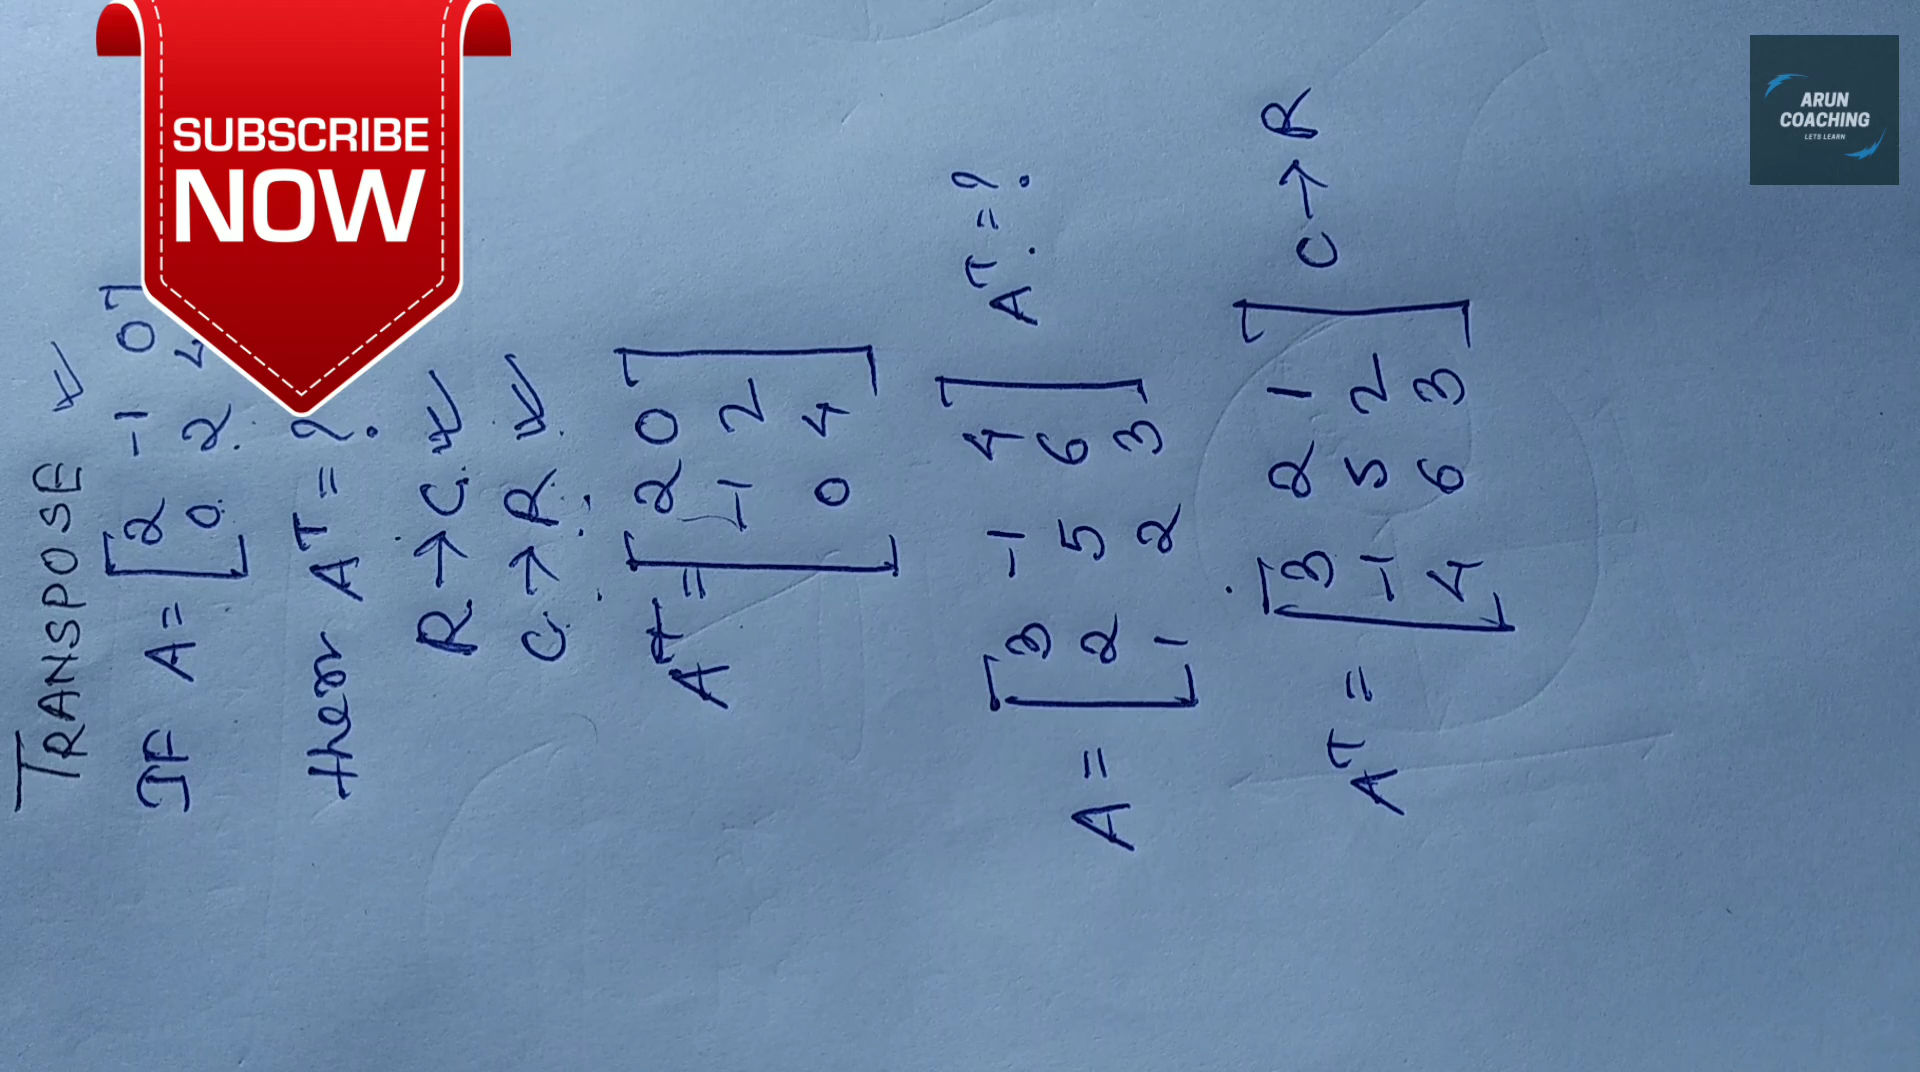 SUBSCRIBE
NOW
ARUN
COACHING
LETS LEARN
TRANSPOSE
IF A = [2 -1 0]
[0 2 4
then A^T = ?
R → C
C → R
A^T = [2 0]
[-1 2]
[0 4]
A = [3 -1 4] A^T = ?
[2 5 6]
[1 2 3]
A^T = [3 2 1] C → R
[-1 5 2]
[4 6 3]